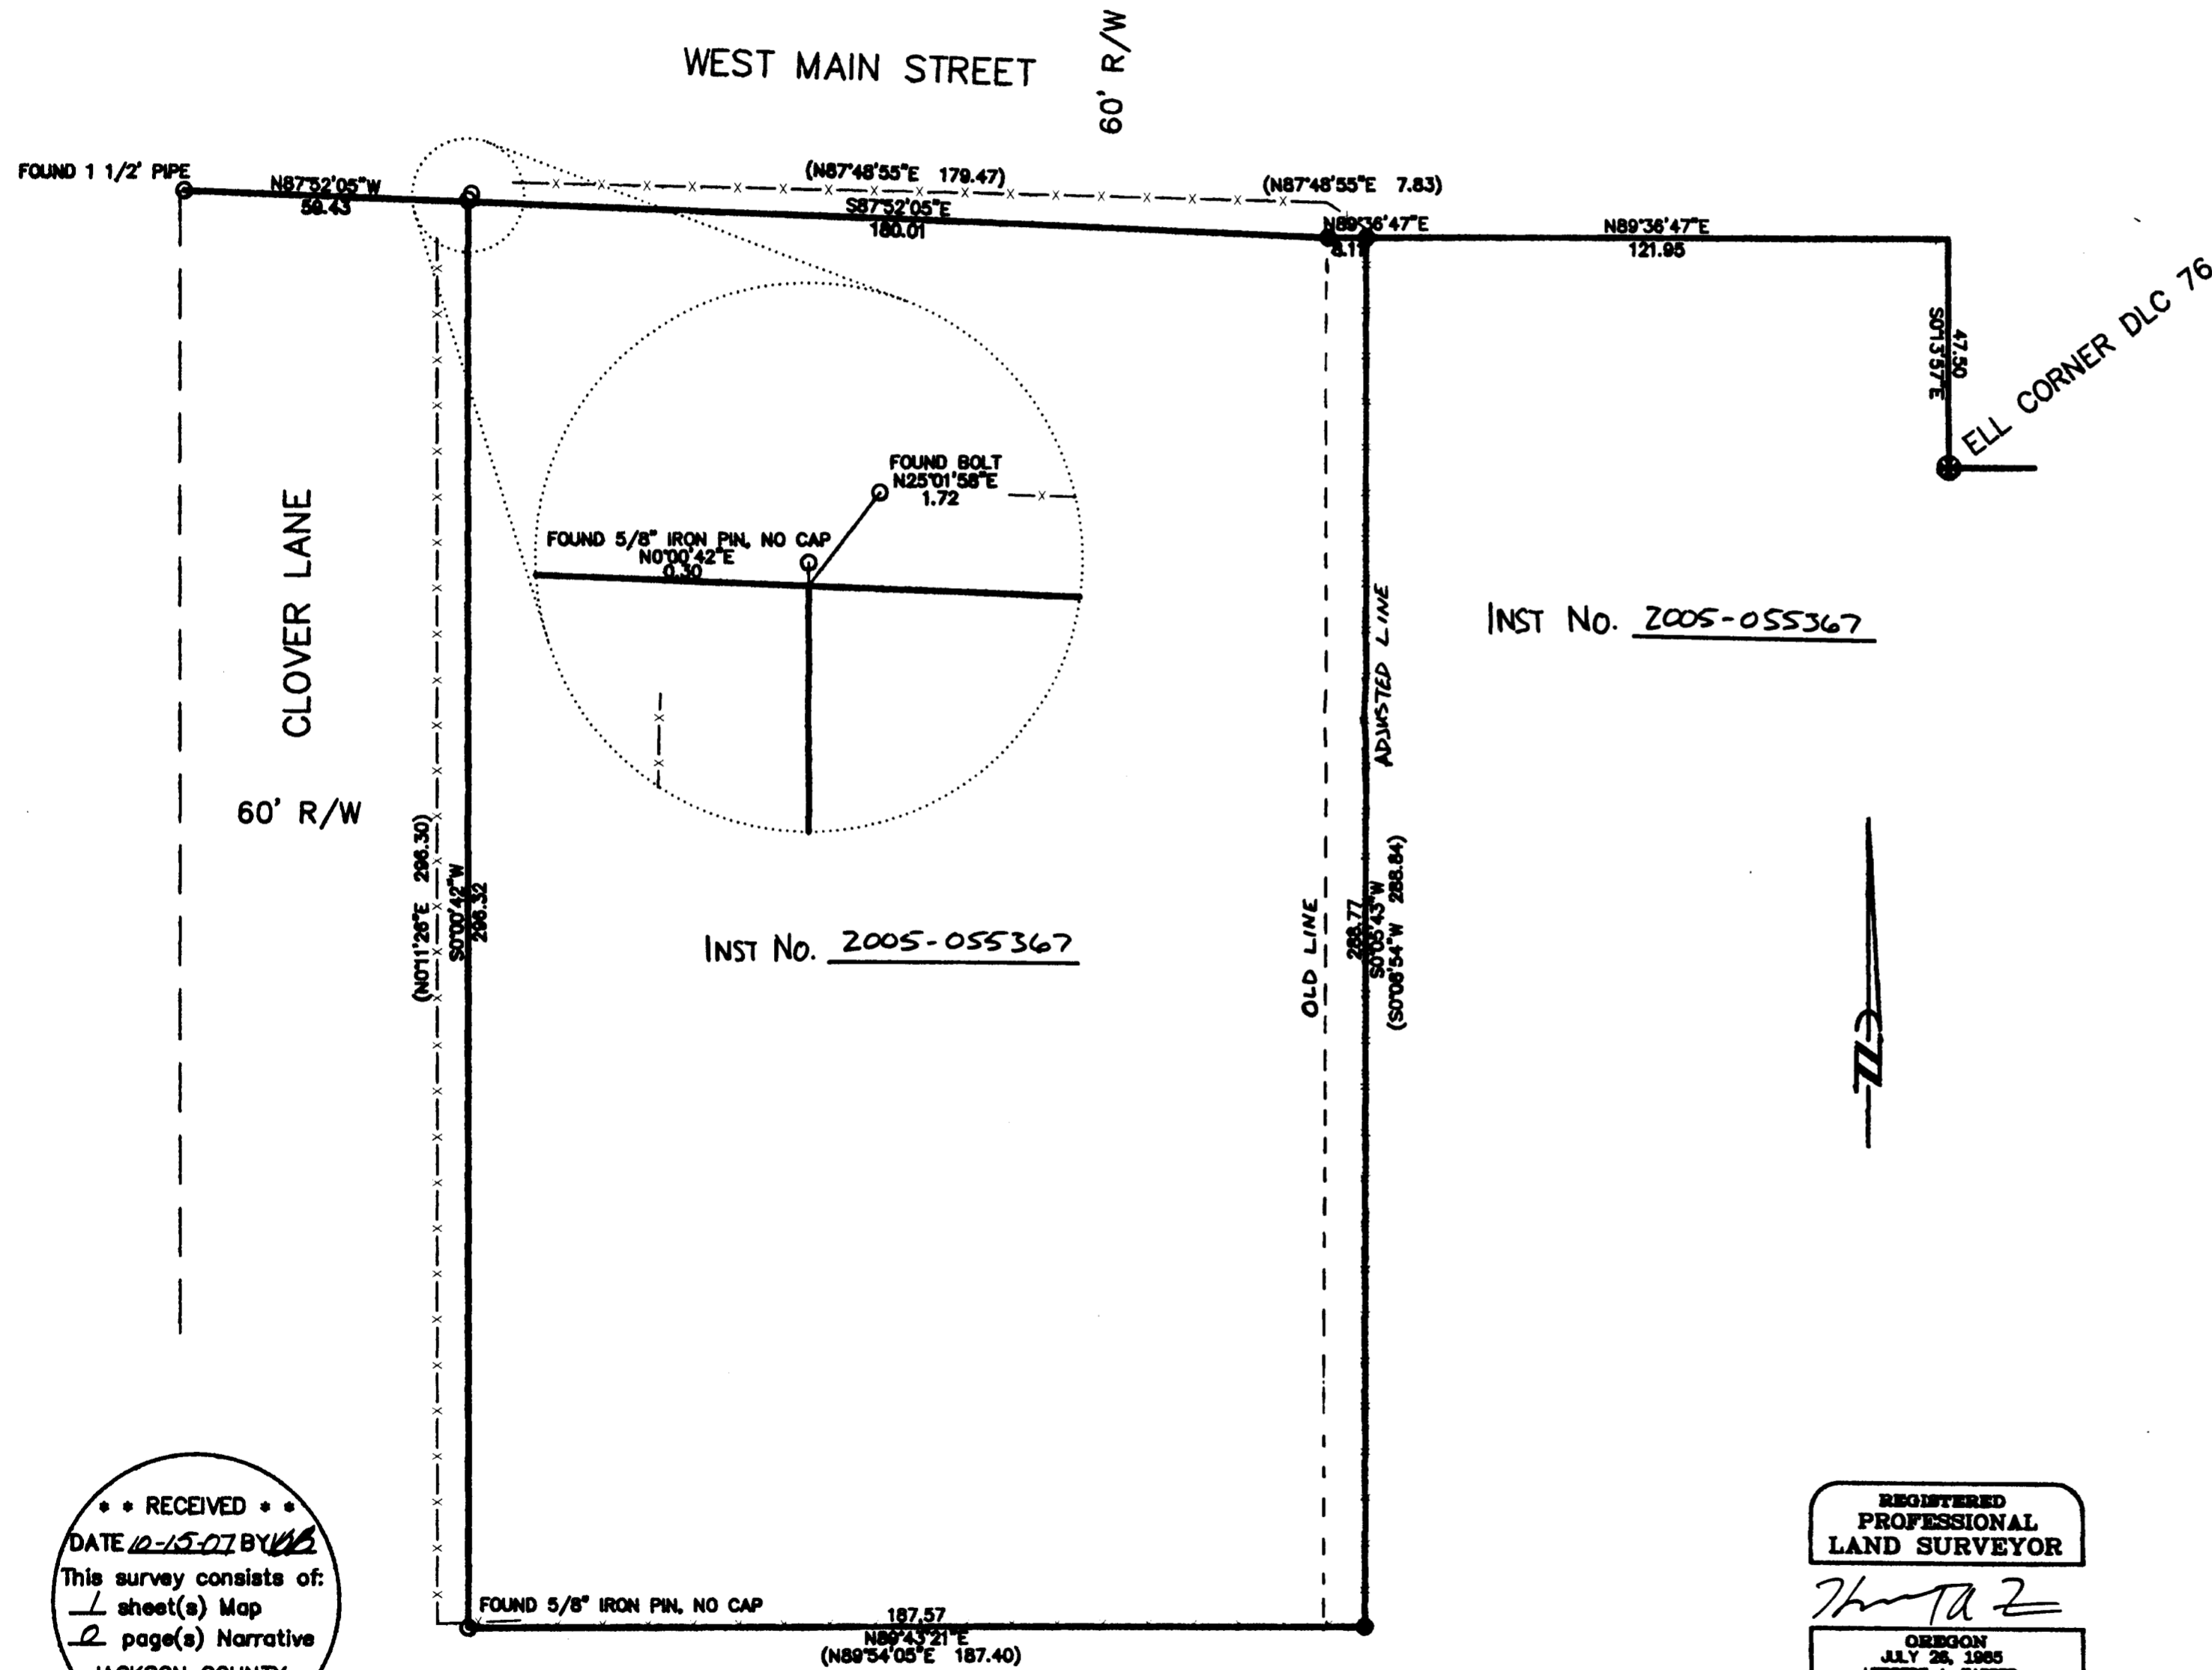 WEST MAIN STREET
60' R/W
FOUND 1 1/2' PIPE
N87°52'05"W
59.43
(N87°48'55"E 179.47)
S87°52'05"E
180.01
(N87°48'55"E 7.83)
N89°36'47"E
8.11
N89°36'47"E
121.95
47.50
S0°13'57"E
ELL CORNER DLC 76
FOUND BOLT
N25°01'58"E
1.72
FOUND 5/8" IRON PIN, NO CAP
N0°00'42"E
0.30
CLOVER LANE
60' R/W
INST NO. 2005-055367
ADJUSTED LINE
(N0°11'26"E 296.30)
S0°00'42"W
296.32
INST NO. 2005-055367
OLD LINE
288.77
S0°05'43"W
(S0°08'54"W 288.84)
N
* * RECEIVED * *
DATE 10-15-07 BY
This survey consists of:
1 sheet(s) Map
0 page(s) Narrative
JACKSON COUNTY
FOUND 5/8" IRON PIN, NO CAP
187.57
N89°43'21"E
(N89°54'05"E 187.40)
REGISTERED
PROFESSIONAL
LAND SURVEYOR
OREGON
JULY 26, 1985